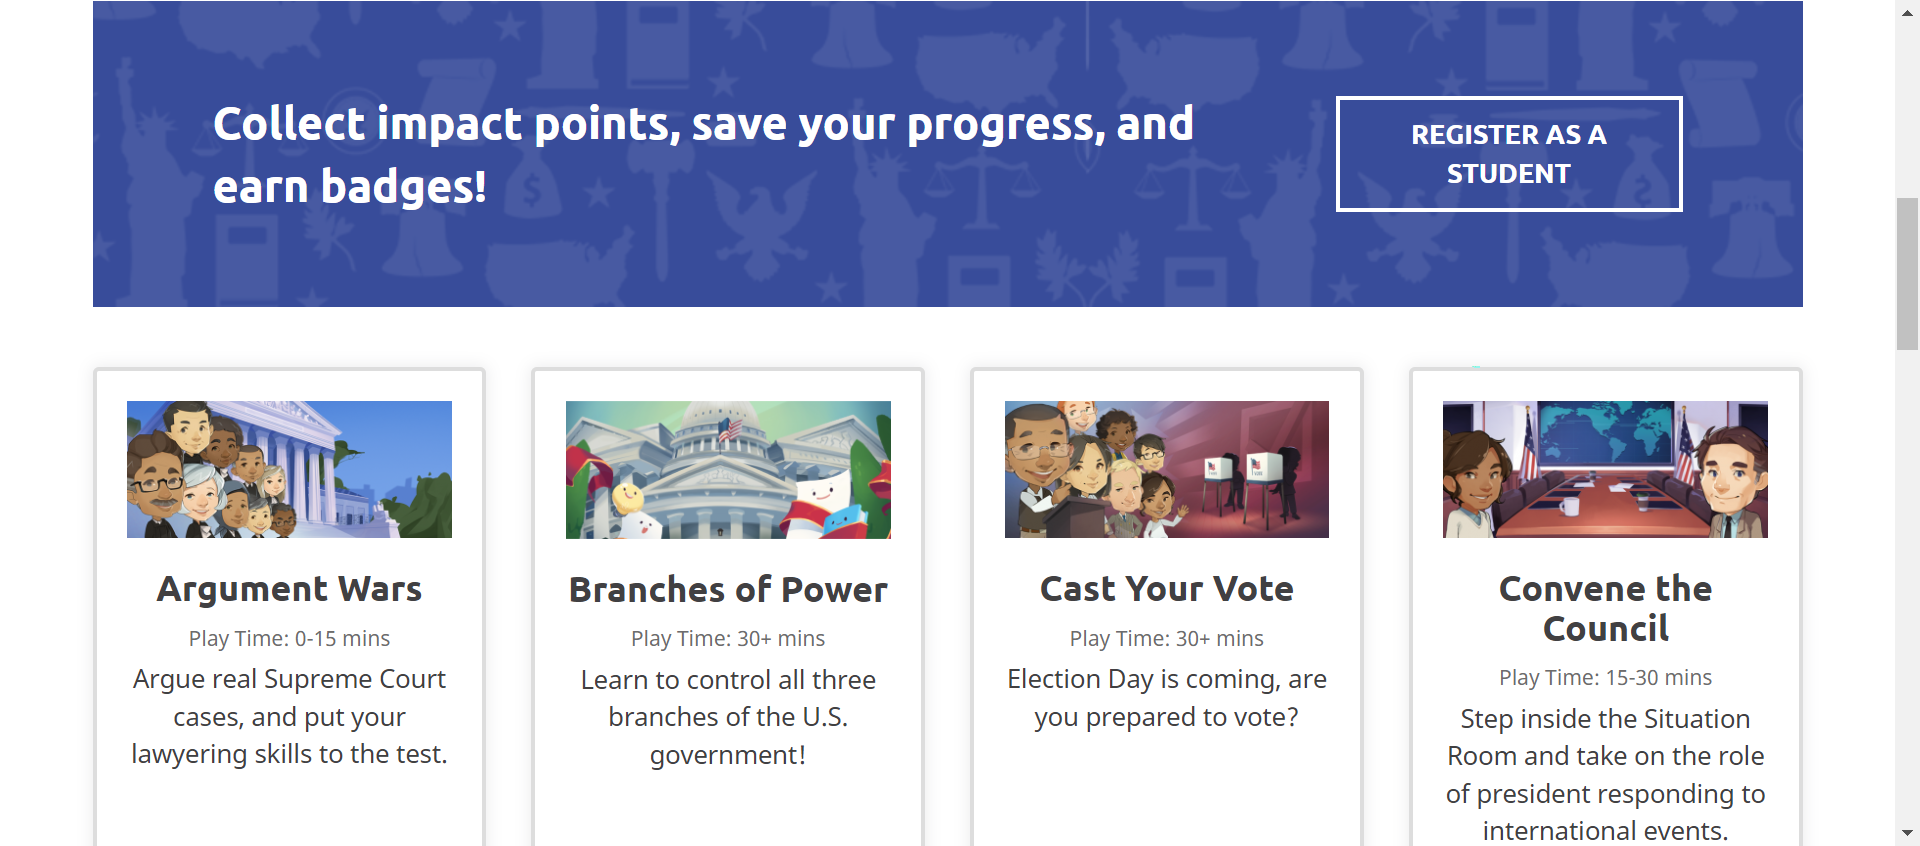 Collect impact points, save your progress, and
earn badges!
REGISTER AS A
STUDENT
Argument Wars
Play Time: 0-15 mins
Argue real Supreme Court
cases, and put your
lawyering skills to the test.
Branches of Power
Play Time: 30+ mins
Learn to control all three
branches of the U.S.
government!
Cast Your Vote
Play Time: 30+ mins
Election Day is coming, are
you prepared to vote?
Convene the
Council
Play Time: 15-30 mins
Step inside the Situation
Room and take on the role
of president responding to
international events.